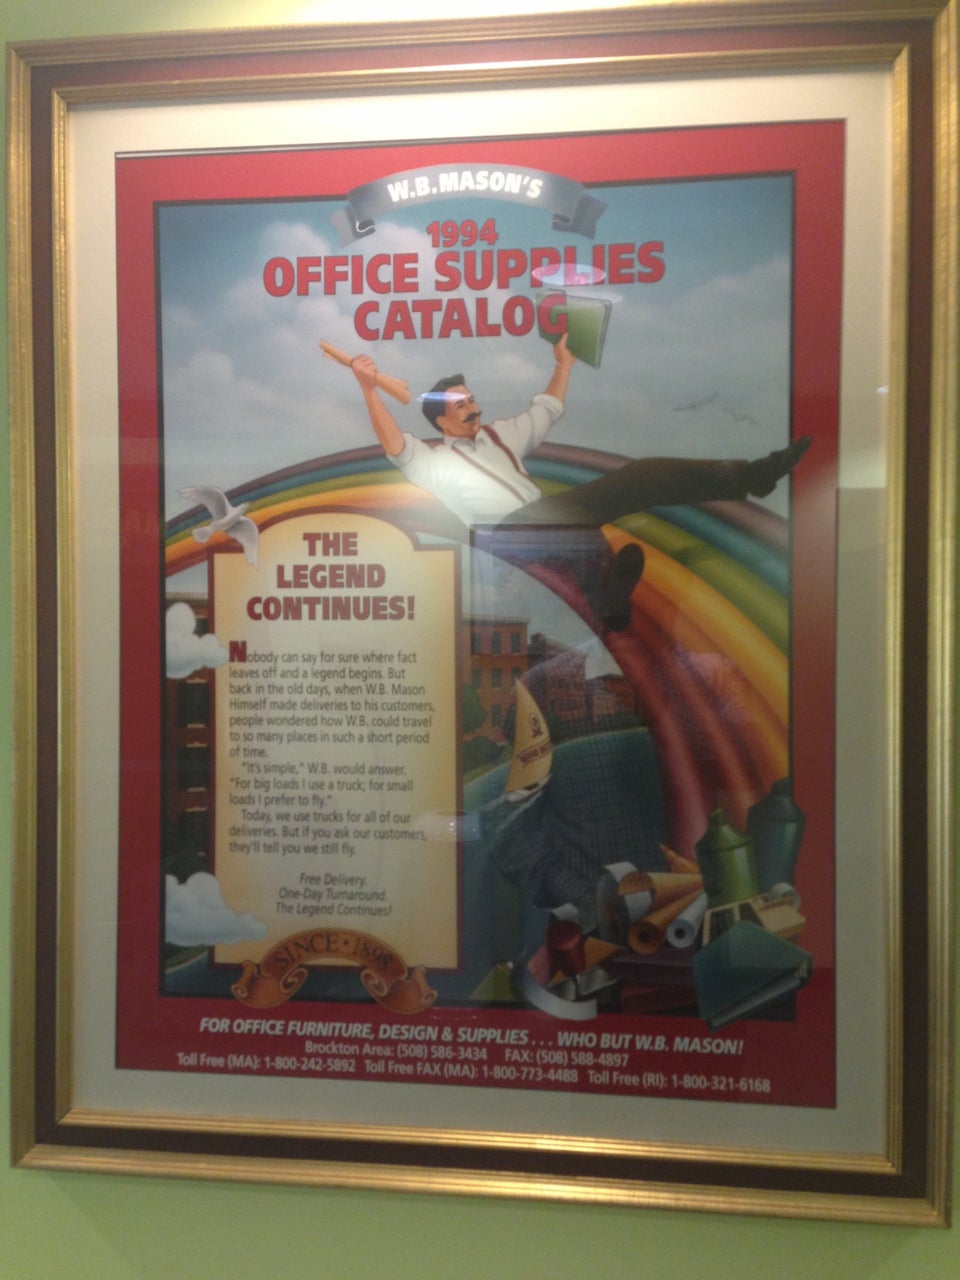 W.B. MASON'S
1994
OFFICE SUPPLIES
CATALOG
THE
LEGEND
CONTINUES!
Nobody can say for sure where fact
leaves off and a legend begins. But
back in the old days, when W.B. Mason
Himself made deliveries to his customers,
people wondered how W.B. could travel
to so many places in such a short period
of time.
"It's simple," W.B. would answer.
"For big loads I use a truck; for small
loads I prefer to fly."
Today, we use trucks for all of our
deliveries. But if you ask our customers,
they'll tell you we still fly.
Free Delivery.
One-Day Turnaround.
The Legend Continues!
SINCE • 1898
FOR OFFICE FURNITURE, DESIGN & SUPPLIES . . . WHO BUT W.B. MASON!
Brockton Area: (508) 586-3434 FAX: (508) 588-4897
Toll Free (MA): 1-800-242-5892 Toll Free FAX (MA): 1-800-773-4488 Toll Free (RI): 1-800-321-6168